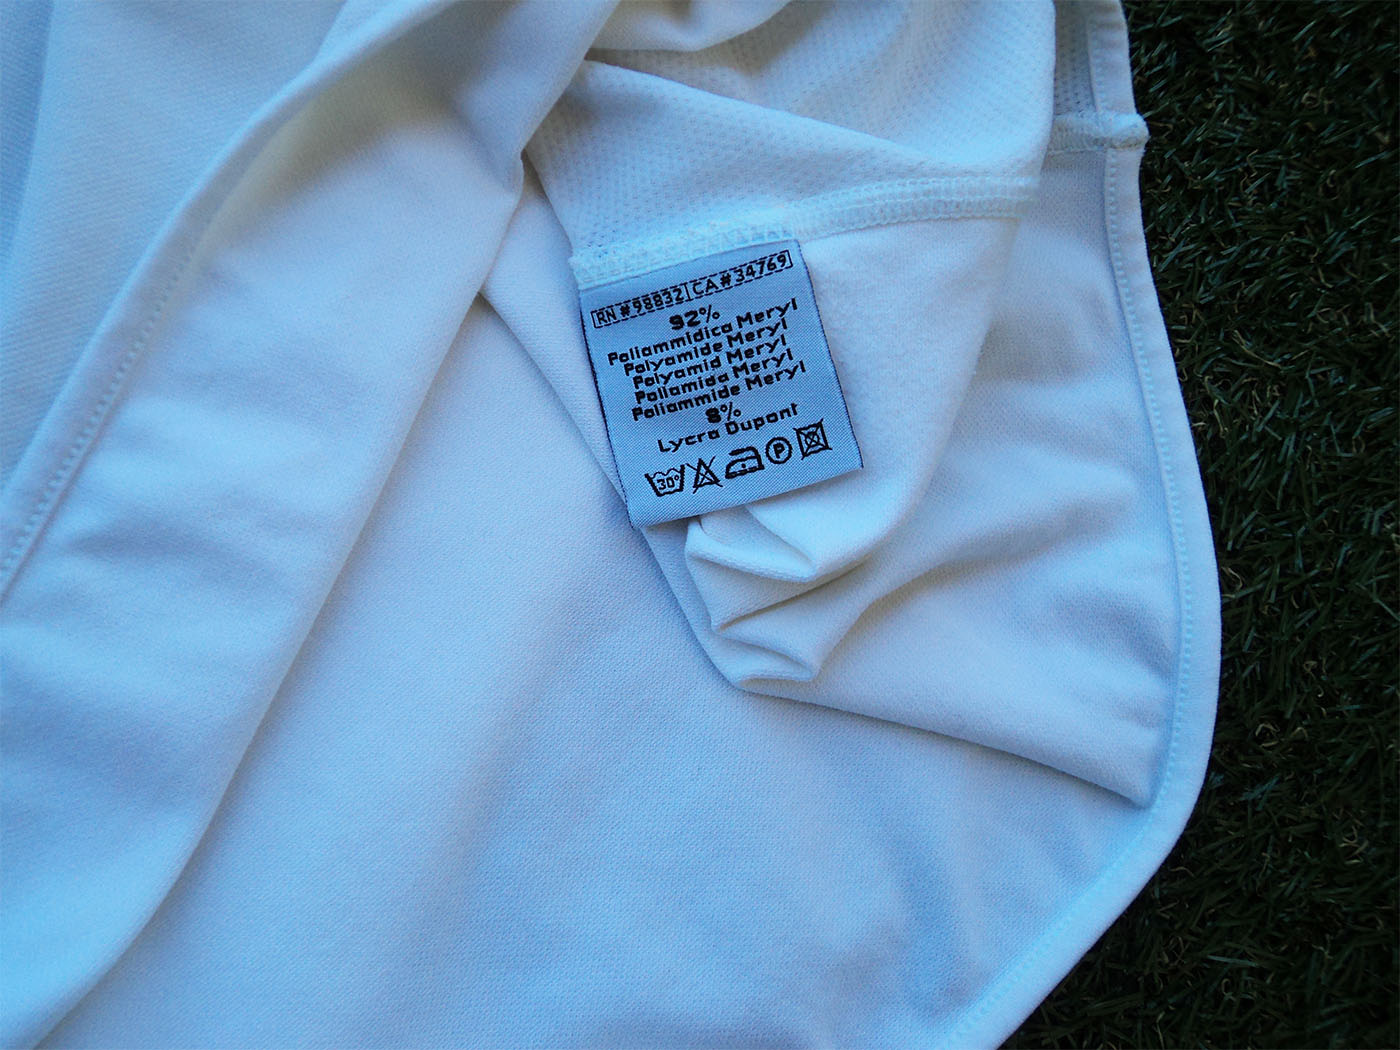 RN #98832 CA #34769
92%
Poliammidica Meryl
Polyamide Meryl
Polyamid Meryl
Poliamida Meryl
Poliammide Meryl
8%
Lycra Dupont
30° P